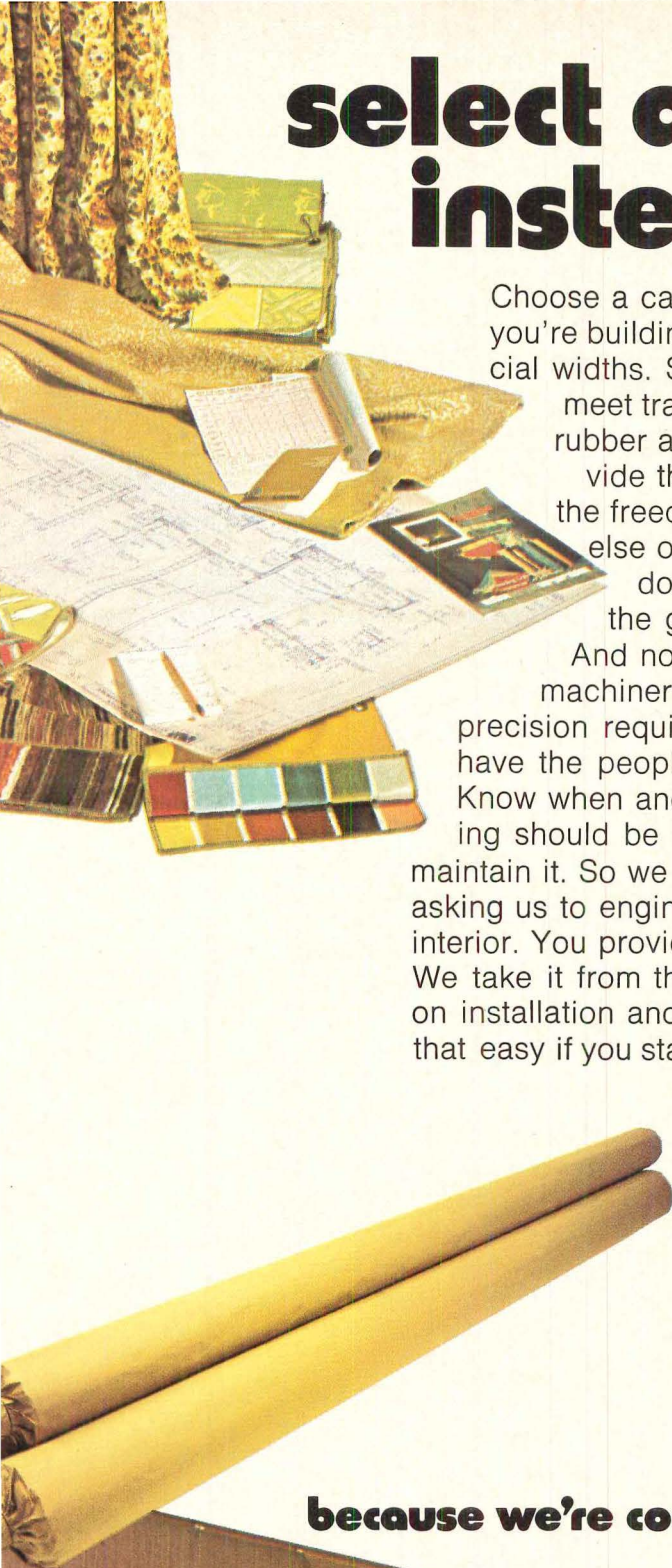 select
inste
Choose a ca
you're buildin
cial widths. S
meet tra
rubber a
vide th
the freed
else o
do
the g
And no
machiner
precision requi
have the peop
Know when an
ing should be
maintain it. So we
asking us to engin
interior. You provi
We take it from th
on installation and
that easy if you sta
because we're co